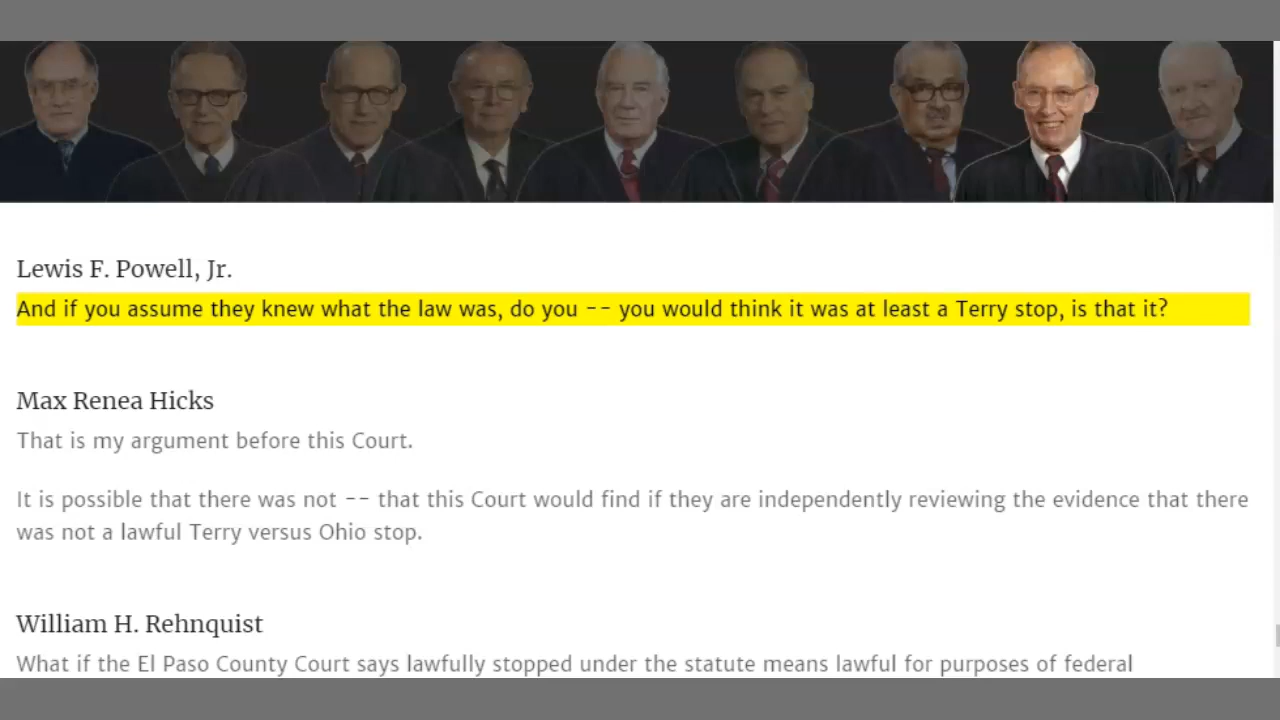 Lewis F. Powell, Jr.
And if you assume they knew what the law was, do you -- you would think it was at least a Terry stop, is that it?
Max Renea Hicks
That is my argument before this Court.
It is possible that there was not -- that this Court would find if they are independently reviewing the evidence that there
was not a lawful Terry versus Ohio stop.
William H. Rehnquist
What if the El Paso County Court says lawfully stopped under the statute means lawful for purposes of federal